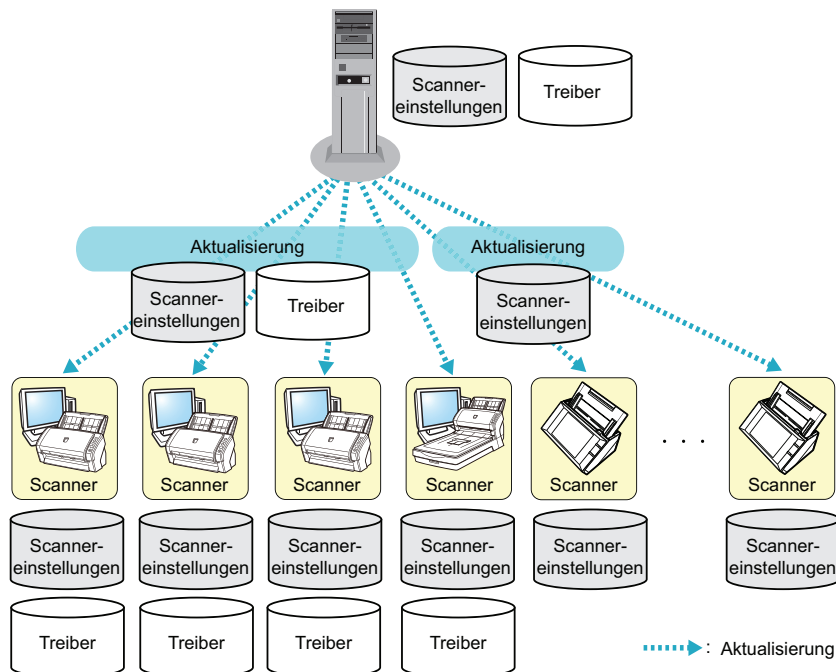 Scanner-
einstellungen
Treiber
Aktualisierung
Aktualisierung
Scanner-
einstellungen
Treiber
Scanner-
einstellungen
Scanner
Scanner
Scanner
Scanner
Scanner
. . .
Scanner
Scanner-
einstellungen
Scanner-
einstellungen
Scanner-
einstellungen
Scanner-
einstellungen
Scanner-
einstellungen
Scanner-
einstellungen
Treiber
Treiber
Treiber
Treiber
: Aktualisierung